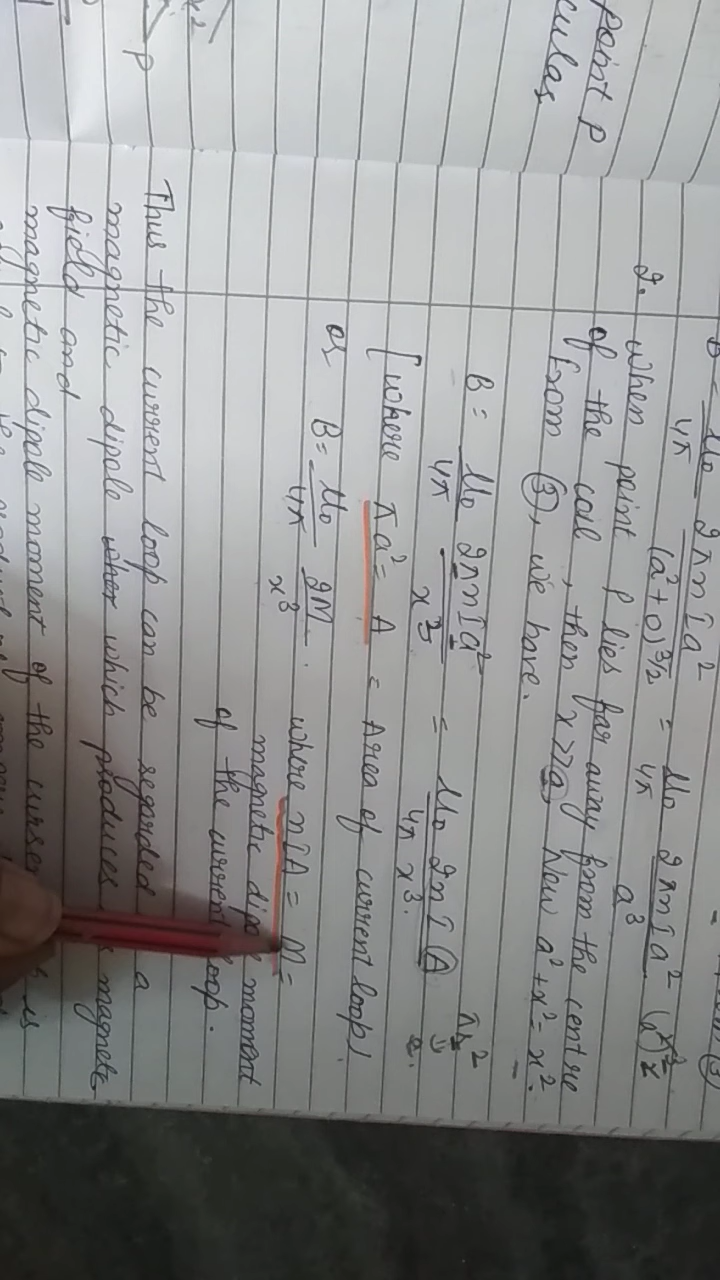 point P
culas
P
B = μ₀/4π 2πnIa²/(a²+0)^3/2 = μ₀/4π 2πnIa²/a³
2. when point P lies far away from the centre
of the coil, then x>>a, New a²+x² = x².
from ③, we have.
B = μ₀/4π 2πnIa²/x³ = μ₀/4π 2nI(A)/x³.
[where πa² = A = Area of current loop]
or B = μ₀/4π 2M/x³. where nIA = M =
magnetic dipole moment
of the current loop.
Thus the current loop can be regarded a
magnetic dipole which produces magnetic
field and
magnetic dipole moment of the is